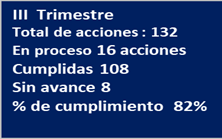 III Trimestre
Total de acciones : 132
En proceso 16 acciones
Cumplidas 108
Sin avance 8
% de cumplimiento 82%